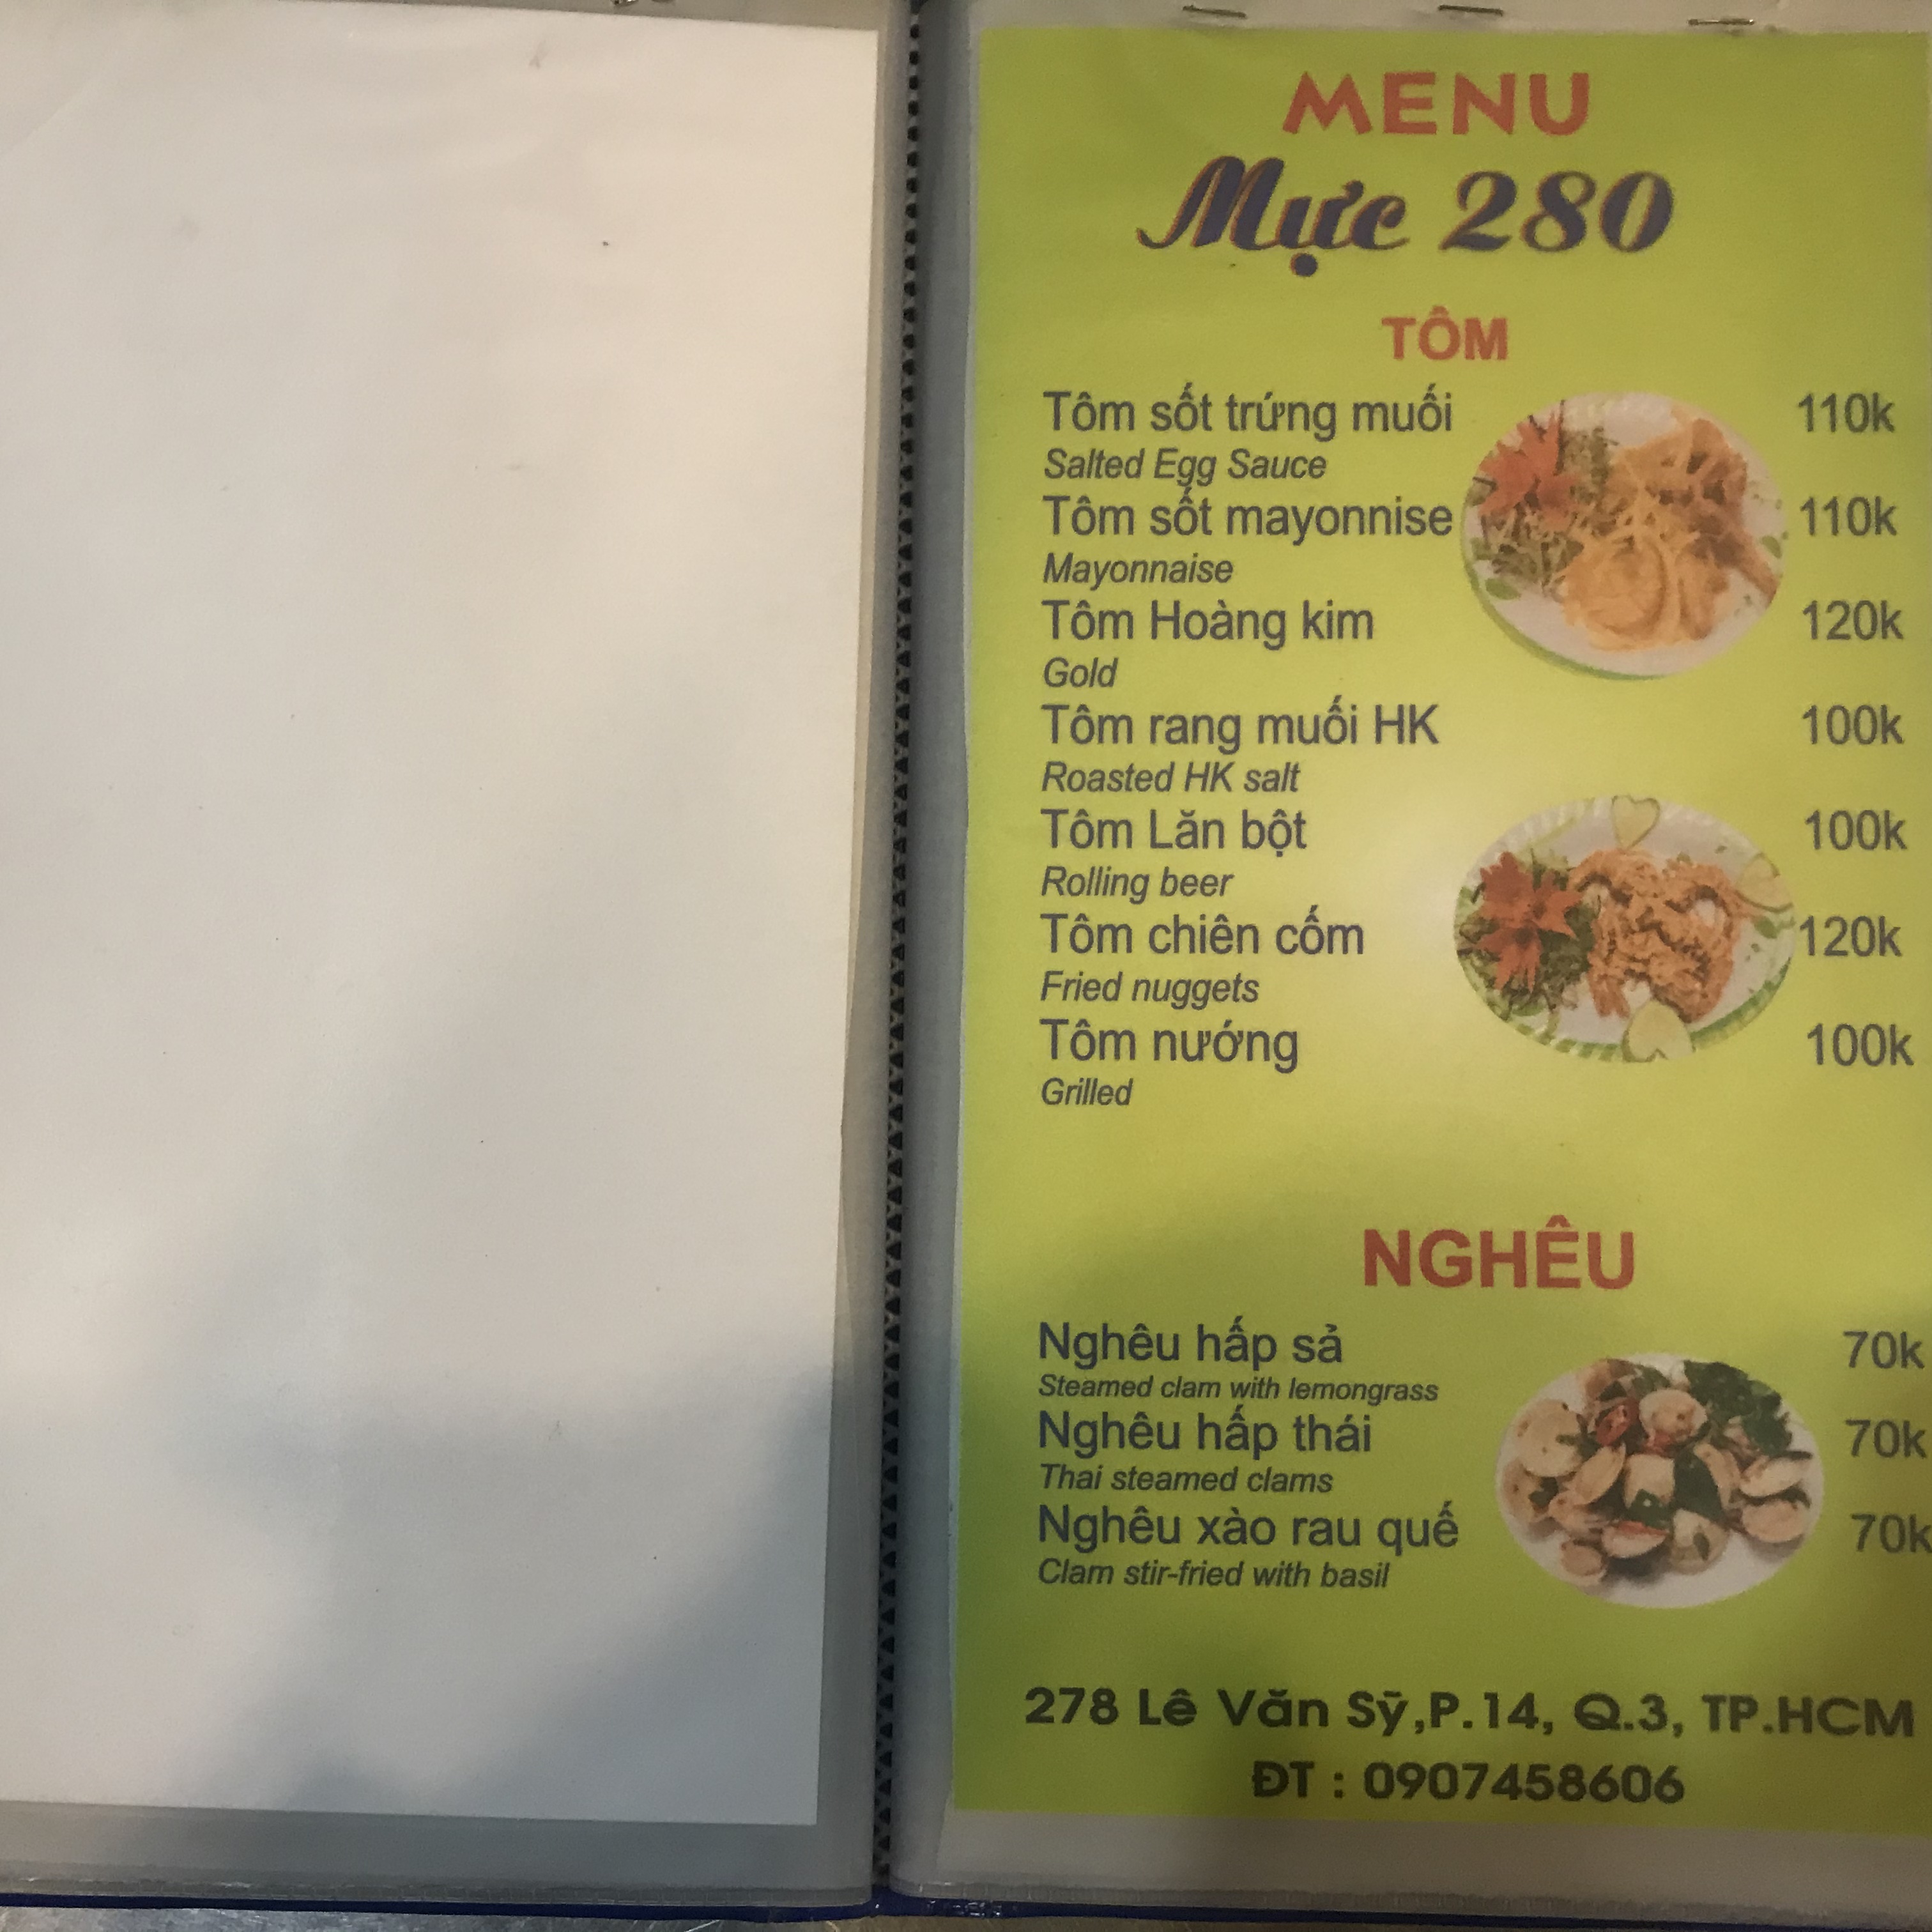 MENU
Mực 280
TÔM
Tôm sốt trứng muối 110k
Salted Egg Sauce
Tôm sốt mayonnise 110k
Mayonnaise
Tôm Hoàng kim 120k
Gold
Tôm rang muối HK 100k
Roasted HK salt
Tôm Lăn bột 100k
Rolling beer
Tôm chiên cốm 120k
Fried nuggets
Tôm nướng 100k
Grilled
NGHÊU
Nghêu hấp sả 70k
Steamed clam with lemongrass
Nghêu hấp thái 70k
Thai steamed clams
Nghêu xào rau quế 70k
Clam stir-fried with basil
278 Lê Văn Sỹ,P.14, Q.3, TP.HCM
ĐT : 0907458606